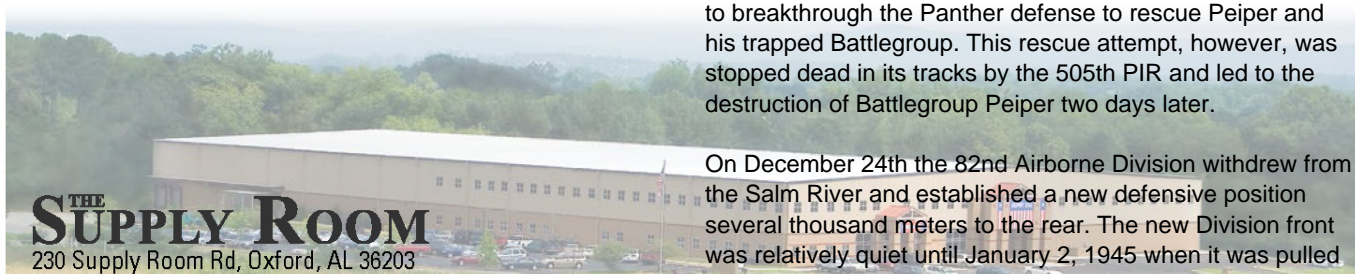 to breakthrough the Panther defense to rescue Peiper and
his trapped Battlegroup. This rescue attempt, however, was
stopped dead in its tracks by the 505th PIR and led to the
destruction of Battlegroup Peiper two days later.
On December 24th the 82nd Airborne Division withdrew from
the Salm River and established a new defensive position
several thousand meters to the rear. The new Division front
was relatively quiet until January 2, 1945 when it was pulled
THE
SUPPLY ROOM
230 Supply Room Rd, Oxford, AL 36203